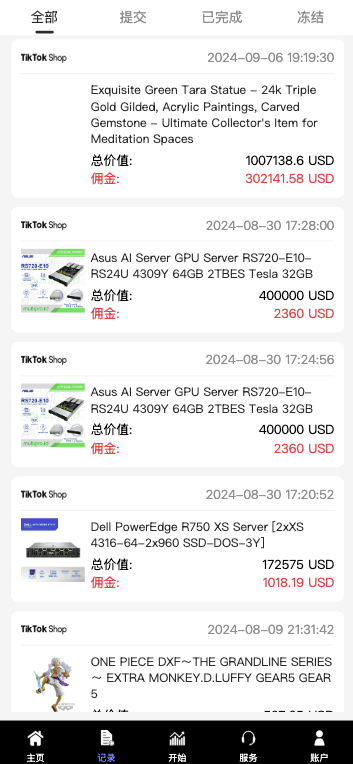 全部 提交 已完成 冻结
TikTok Shop 2024-09-06 19:19:30
Exquisite Green Tara Statue - 24k Triple
Gold Gilded, Acrylic Paintings, Carved
Gemstone - Ultimate Collector's Item for
Meditation Spaces
总价值: 1007138.6 USD
佣金: 302141.58 USD
TikTok Shop 2024-08-30 17:28:00
ASUS
RS720-E10
Asus AI Server GPU Server RS720-E10-
RS24U 4309Y 64GB 2TBES Tesla 32GB
总价值: 400000 USD
佣金: 2360 USD
TikTok Shop 2024-08-30 17:24:56
ASUS
RS720-E10
Asus AI Server GPU Server RS720-E10-
RS24U 4309Y 64GB 2TBES Tesla 32GB
总价值: 400000 USD
佣金: 2360 USD
TikTok Shop 2024-08-30 17:20:52
Dell PowerEdge R750 XS Server [2xXS
4316-64-2x960 SSD-DOS-3Y]
总价值: 172575 USD
佣金: 1018.19 USD
TikTok Shop 2024-08-09 21:31:42
ONE PIECE DXF～THE GRANDLINE SERIES
～ EXTRA MONKEY.D.LUFFY GEAR5 GEAR
5
主页 记录 开始 服务 账户